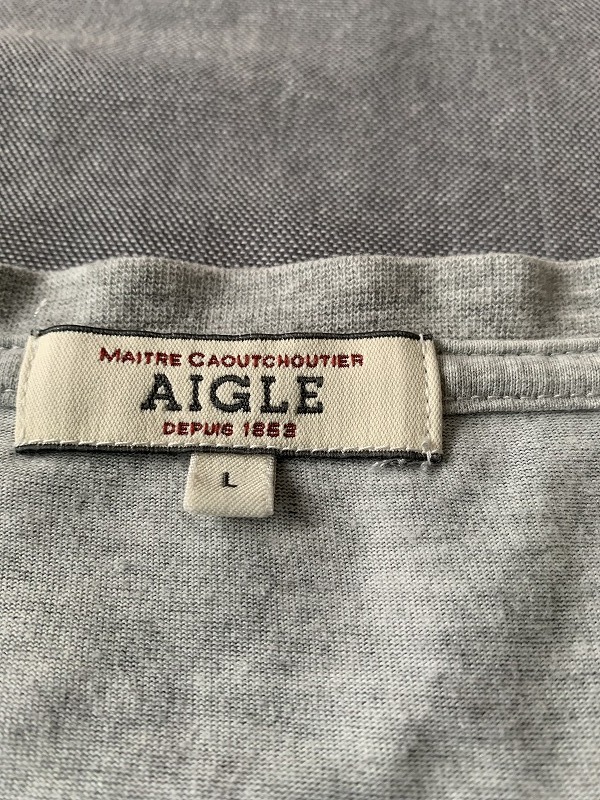 MAITRE CAOUTCHOUTIER
AIGLE
DEPUIS 1853
L